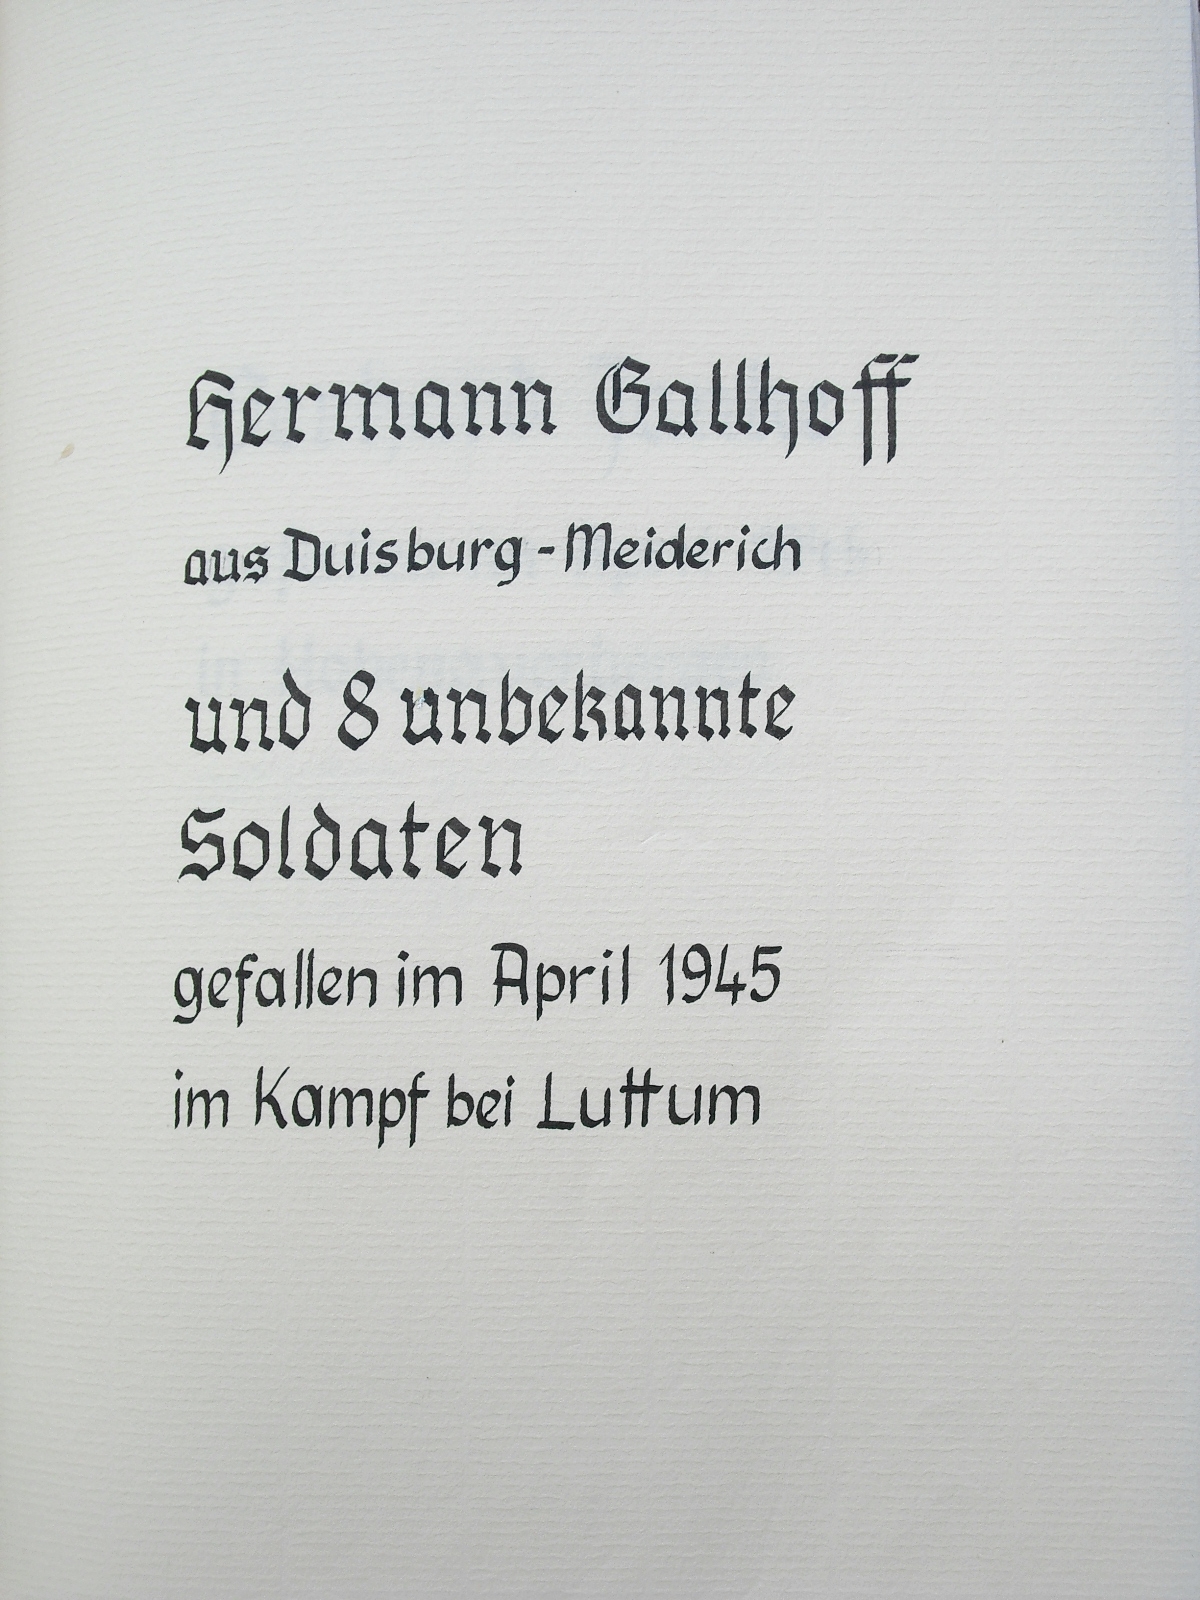 Hermann Gallhoff
aus Duisburg-Meiderich
und 8 unbekannte
Soldaten
gefallen im April 1945
im Kampf bei Luttum